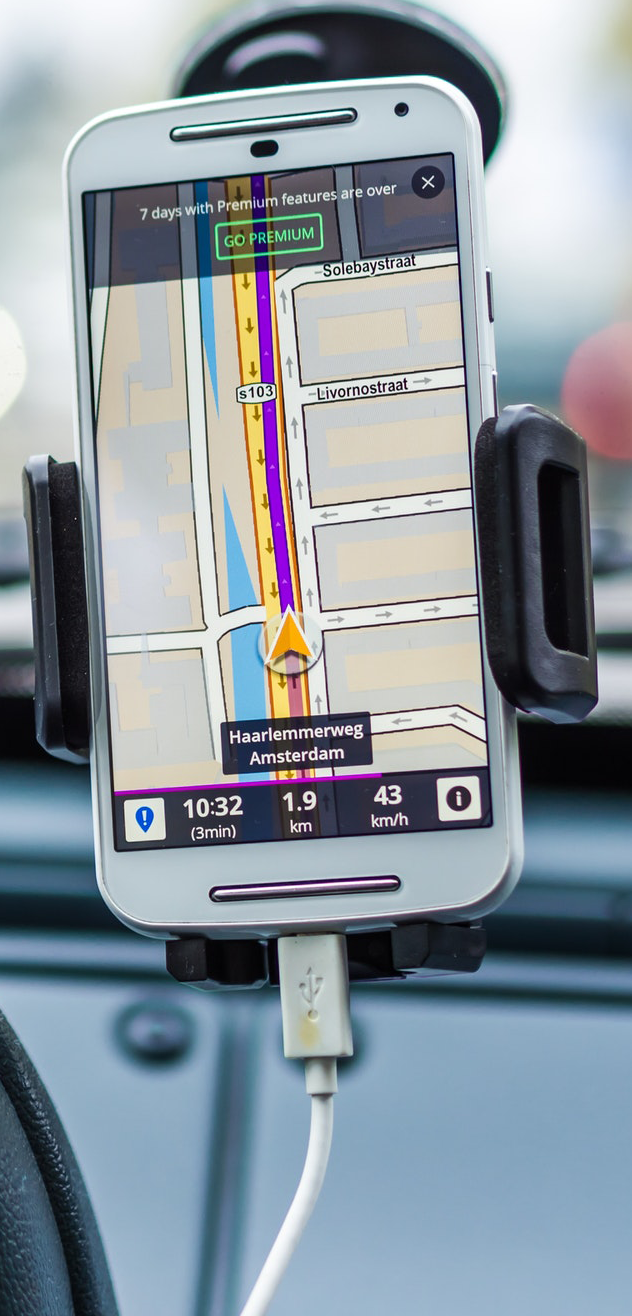 7 days with Premium features are over
GO PREMIUM
Solebaystraat
s103
Livornostraat
Haarlemmerweg
Amsterdam
10:32
(3min)
1.9
km
43
km/h